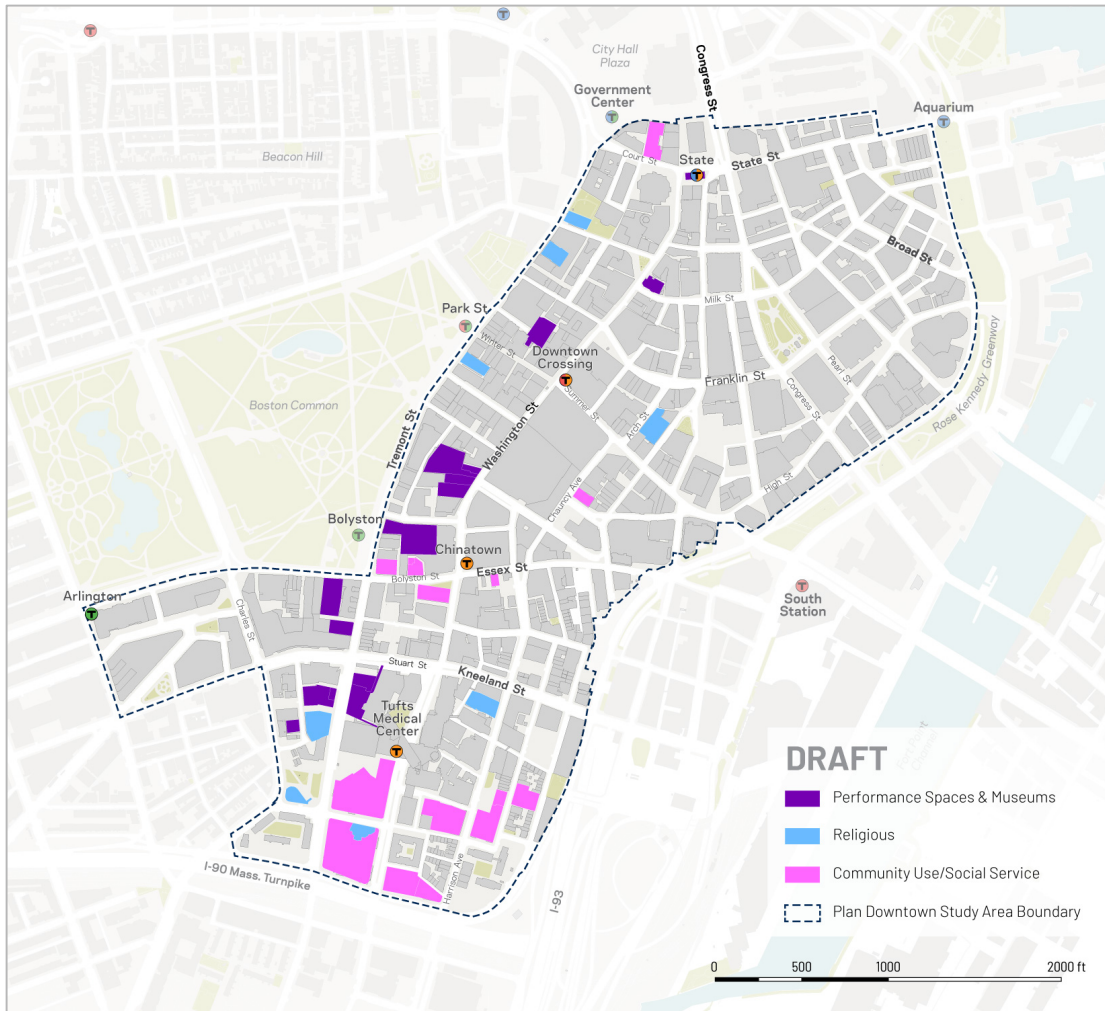 City Hall
Plaza
Congress St
Government
Center
Aquarium
Beacon Hill
Court St
State
State St
Broad St
Milk St
Park St
Winter St
Downtown
Crossing
Summer St
Franklin St
Pearl St
Congress St
Rose Kennedy Greenway
Boston Common
Tremont St
Washington St
Arch St
Chauncy Ave
High St
Bolyston
Chinatown
Bolyston St
Essex St
Arlington
Charles St
South
Station
Stuart St
Kneeland St
Tufts
Medical
Center
Harrison Ave
I-90 Mass. Turnpike
I-93
DRAFT
Performance Spaces & Museums
Religious
Community Use/Social Service
Plan Downtown Study Area Boundary
0 500 1000 2000 ft